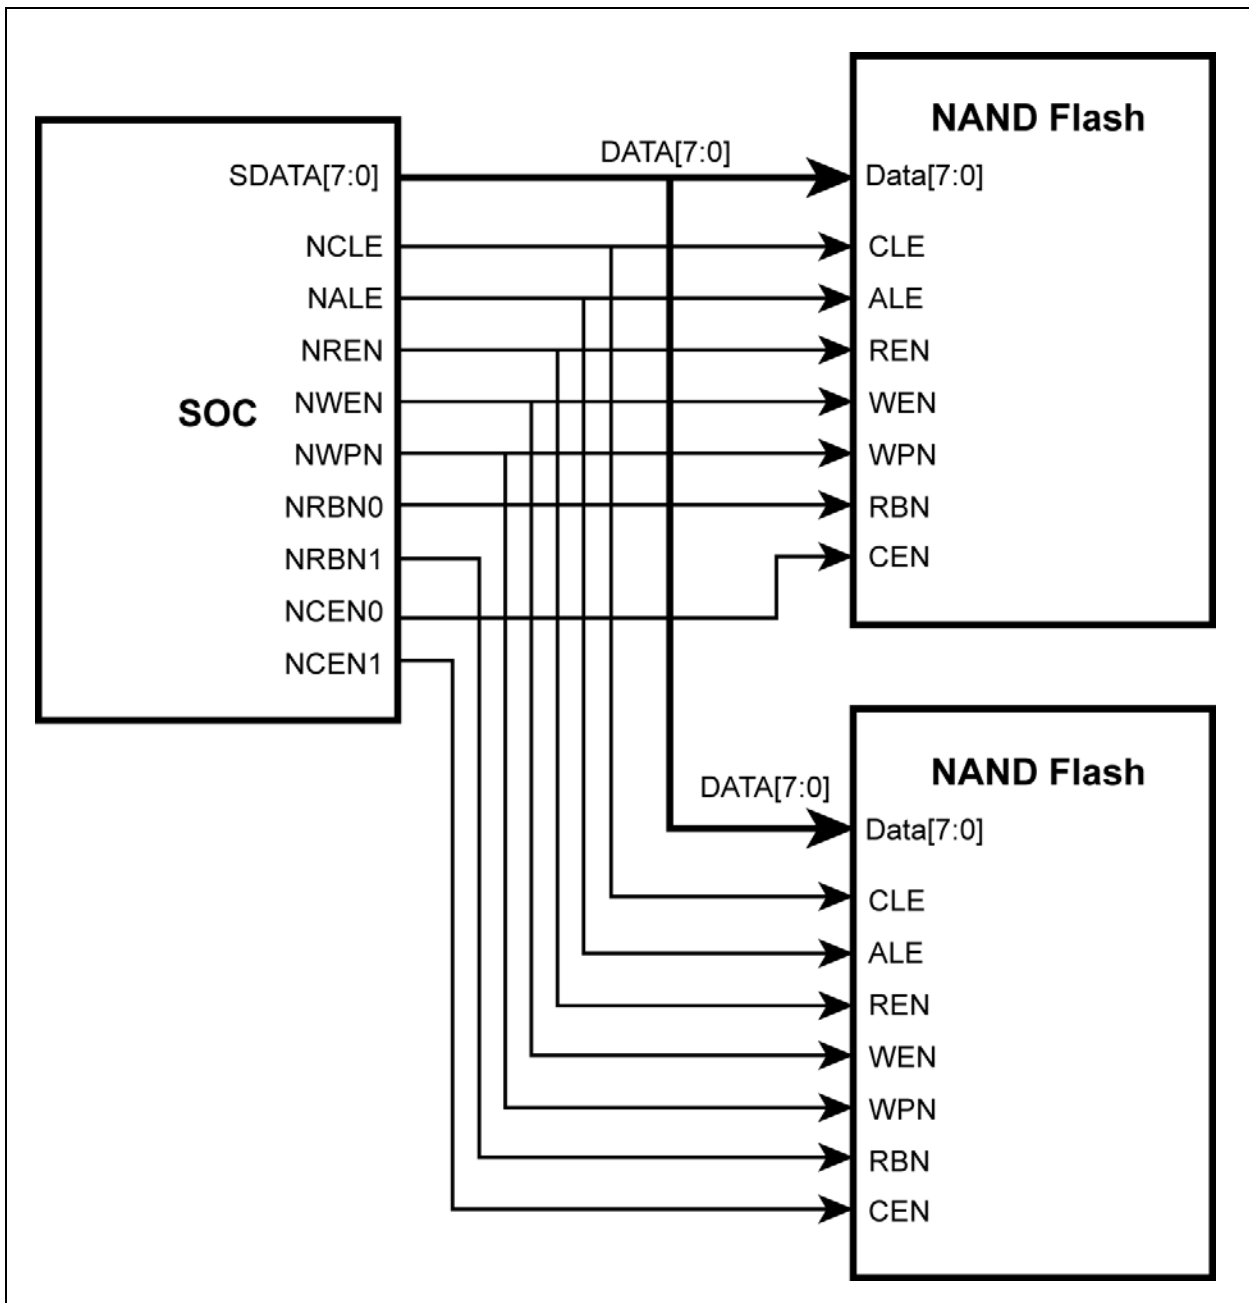 SOC
SDATA[7:0]
NCLE
NALE
NREN
NWEN
NWPN
NRBN0
NRBN1
NCEN0
NCEN1
DATA[7:0]
NAND Flash
Data[7:0]
CLE
ALE
REN
WEN
WPN
RBN
CEN
DATA[7:0]
NAND Flash
Data[7:0]
CLE
ALE
REN
WEN
WPN
RBN
CEN